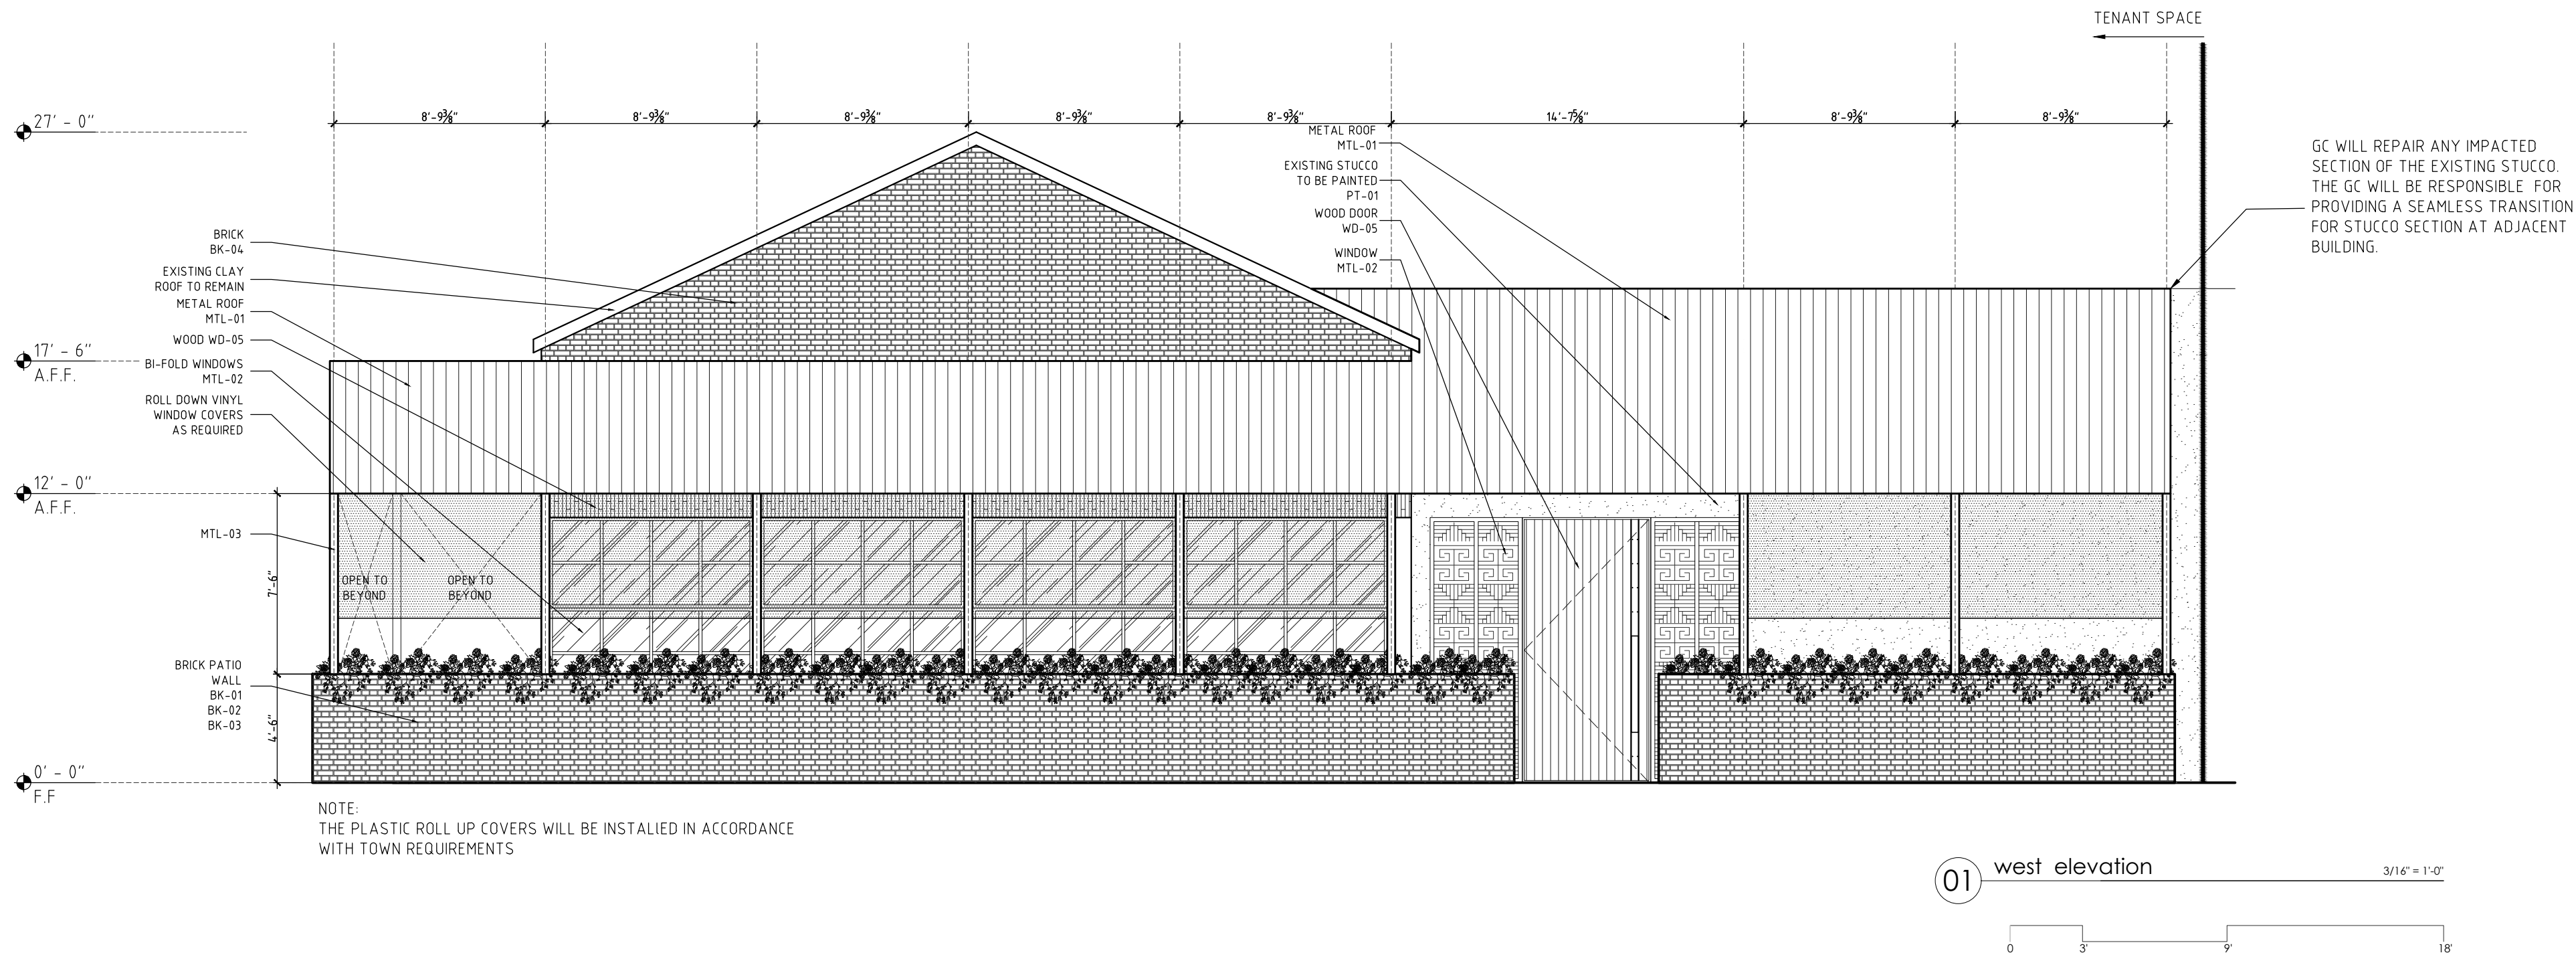 TENANT SPACE
8'-9⅜" 8'-9⅜" 8'-9⅜" 8'-9⅜" 8'-9⅜" 14'-7⅝" 8'-9⅜" 8'-9⅜"
27' - 0"
METAL ROOF
MTL-01
EXISTING STUCCO
TO BE PAINTED
PT-01
WOOD DOOR
WD-05
WINDOW
MTL-02
GC WILL REPAIR ANY IMPACTED
SECTION OF THE EXISTING STUCCO.
THE GC WILL BE RESPONSIBLE FOR
PROVIDING A SEAMLESS TRANSITION
FOR STUCCO SECTION AT ADJACENT
BUILDING.
BRICK
BK-04
EXISTING CLAY
ROOF TO REMAIN
METAL ROOF
MTL-01
WOOD WD-05
BI-FOLD WINDOWS
MTL-02
ROLL DOWN VINYL
WINDOW COVERS
AS REQUIRED
17' - 6"
A.F.F.
12' - 0"
A.F.F.
MTL-03
7'-6"
OPEN TO
BEYOND
OPEN TO
BEYOND
BRICK PATIO
WALL
BK-01
BK-02
BK-03
4'-6"
0' - 0"
F.F
NOTE:
THE PLASTIC ROLL UP COVERS WILL BE INSTAllED IN ACCORDANCE
WITH TOWN REQUIREMENTS
01 west elevation 3/16" = 1'-0"
0 3' 9' 18'